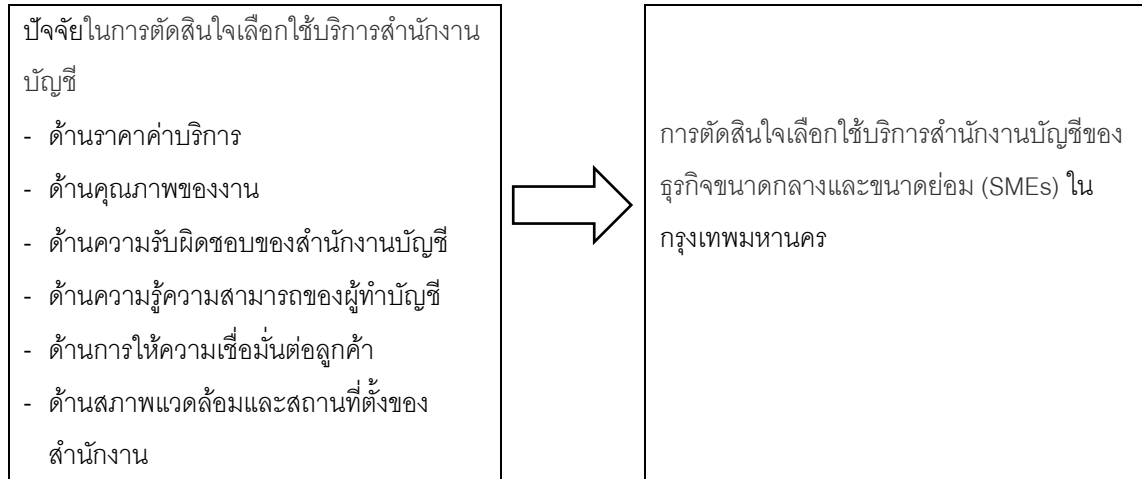 ปัจจัยในการตัดสินใจเลือกใช้บริการสำนักงาน
บัญชี
- ด้านราคาค่าบริการ
- ด้านคุณภาพของงาน
- ด้านความรับผิดชอบของสำนักงานบัญชี
- ด้านความรู้ความสามารถของผู้ทำบัญชี
- ด้านการให้ความเชื่อมั่นต่อลูกค้า
- ด้านสภาพแวดล้อมและสถานที่ตั้งของ
สำนักงาน
การตัดสินใจเลือกใช้บริการสำนักงานบัญชีของ
ธุรกิจขนาดกลางและขนาดย่อม (SMEs) ใน
กรุงเทพมหานคร